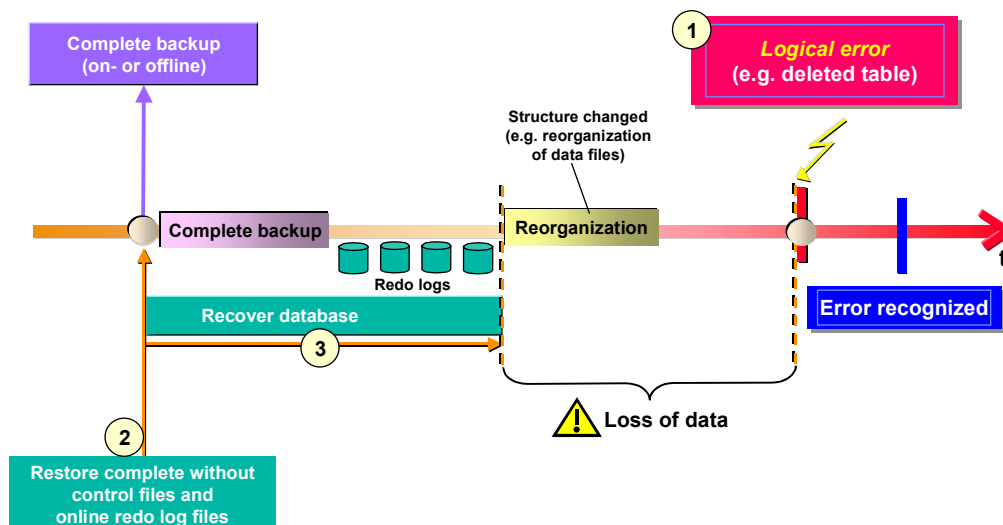 Complete backup
(on- or offline)
1
Logical error
(e.g. deleted table)
Structure changed
(e.g. reorganization
of data files)
Complete backup
Reorganization
t
Redo logs
Recover database
Error recognized
3
Loss of data
2
Restore complete without
control files and
online redo log files